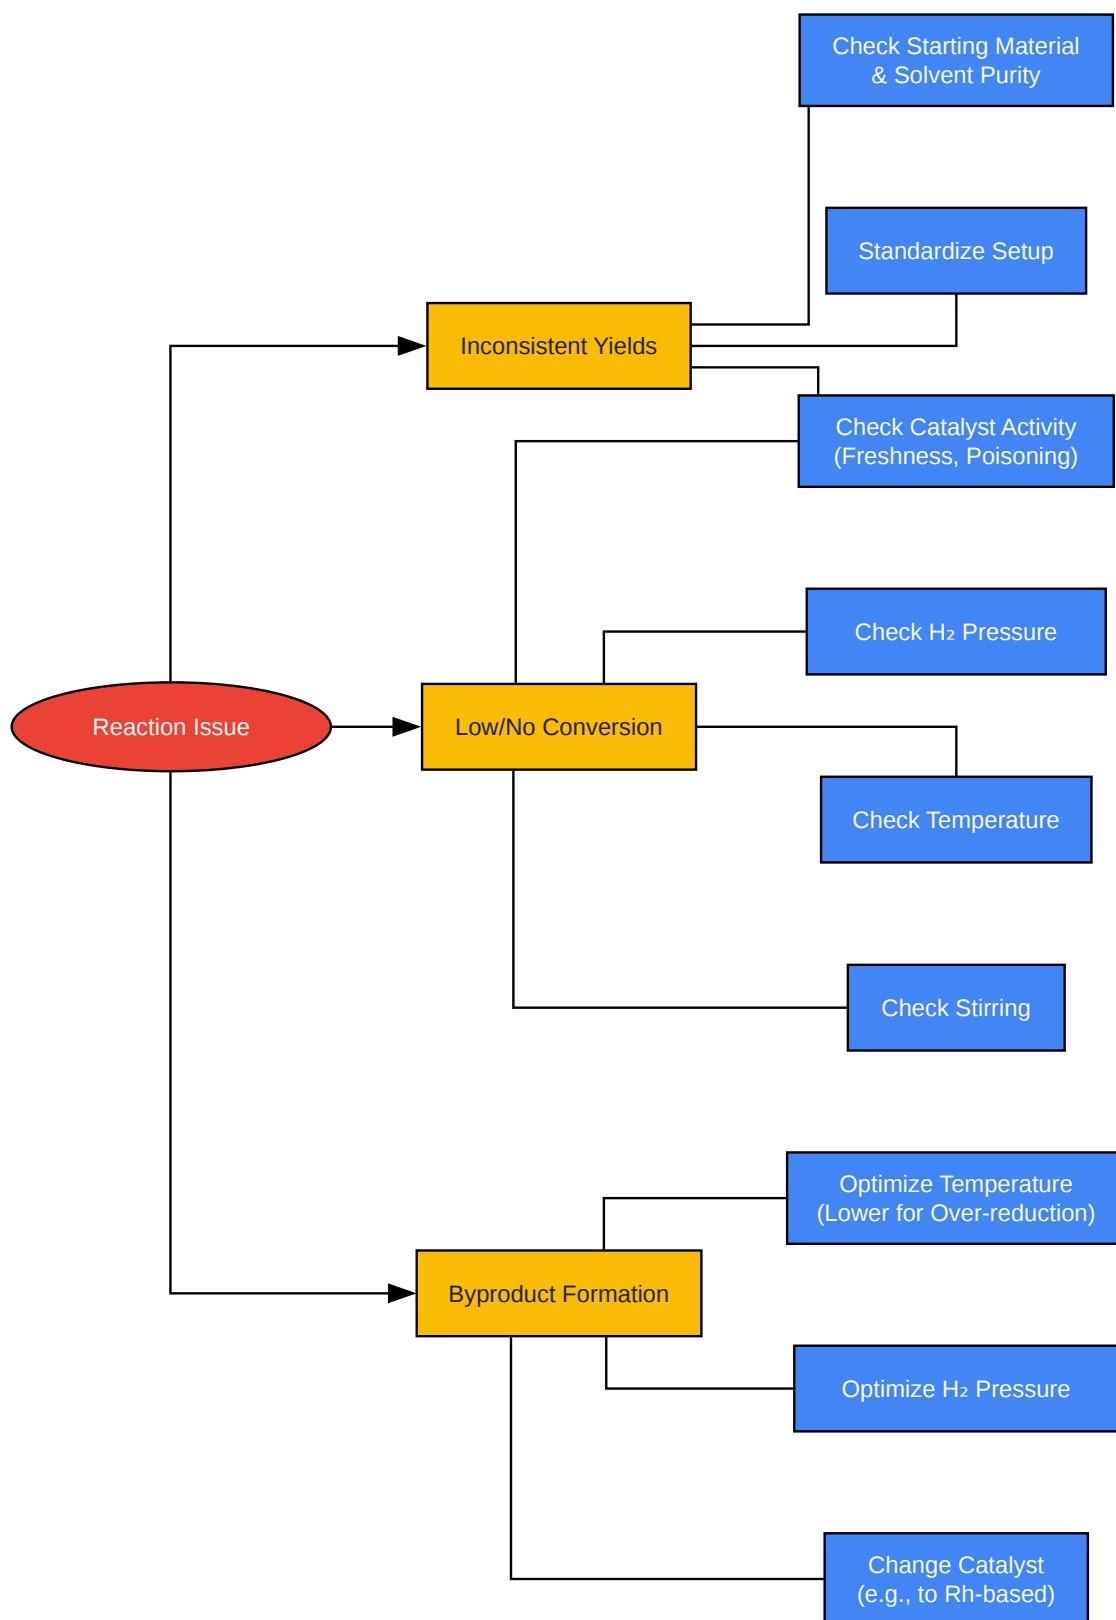 Check Starting Material
& Solvent Purity
Standardize Setup
Inconsistent Yields
Check Catalyst Activity
(Freshness, Poisoning)
Check H₂ Pressure
Reaction Issue
Low/No Conversion
Check Temperature
Check Stirring
Optimize Temperature
(Lower for Over-reduction)
Byproduct Formation
Optimize H₂ Pressure
Change Catalyst
(e.g., to Rh-based)